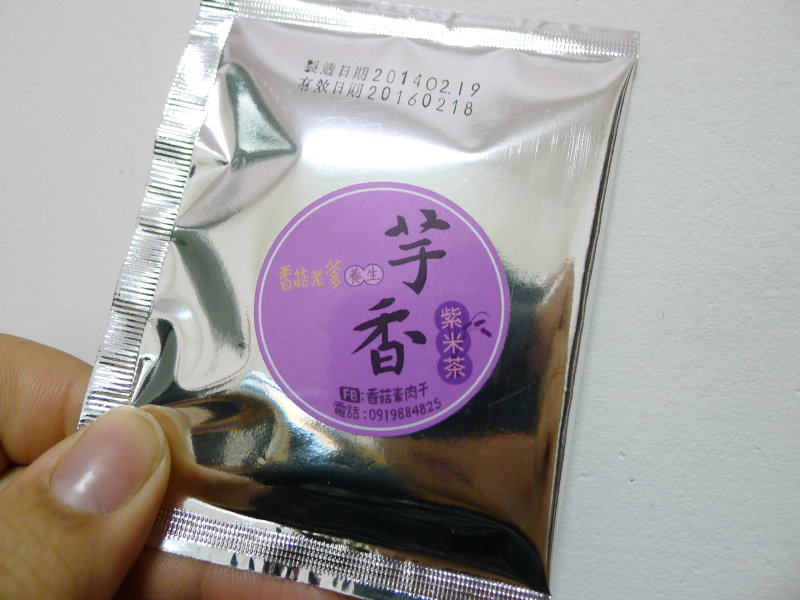 製造日期201402.19
有效日期20160218
香菇老爹 養生
芋香
紫米茶
FB:香菇素肉干
電話:0919884825